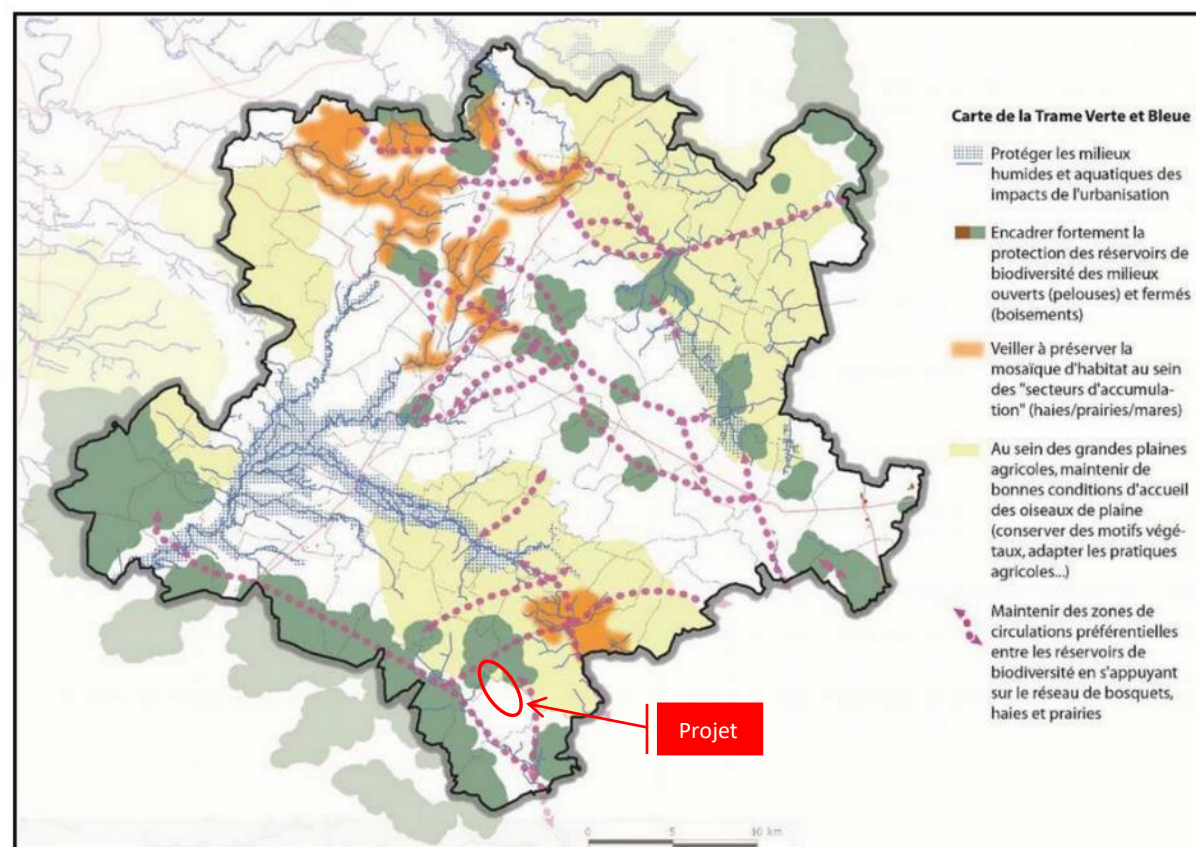 Carte de la Trame Verte et Bleue
Protéger les milieux
humides et aquatiques des
impacts de l'urbanisation
Encadrer fortement la
protection des réservoirs de
biodiversité des milieux
ouverts (pelouses) et fermés
(boisements)
Veiller à préserver la
mosaïque d'habitat au sein
des "secteurs d'accumula-
tion" (haies/prairies/mares)
Au sein des grandes plaines
agricoles, maintenir de
bonnes conditions d'accueil
des oiseaux de plaine
(conserver des motifs végé-
taux, adapter les pratiques
agricoles...)
Maintenir des zones de
circulations préférentielles
entre les réservoirs de
biodiversité en s'appuyant
sur le réseau de bosquets,
haies et prairies
Projet
0 5 10 km